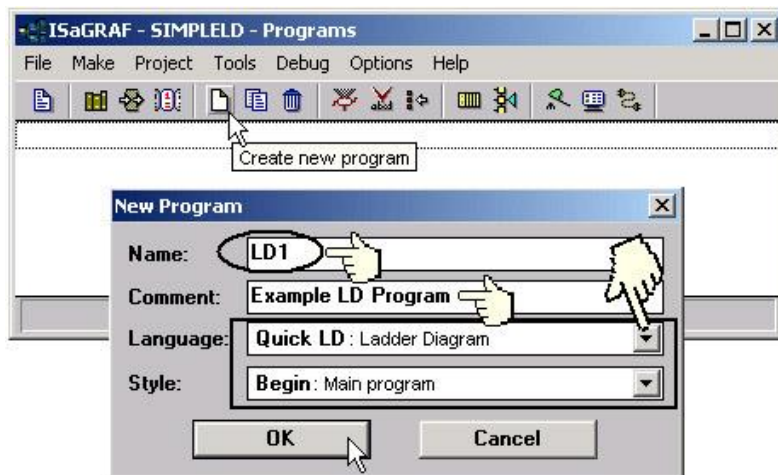 ISaGRAF - SIMPLELD - Programs
File Make Project Tools Debug Options Help
Create new program
New Program
Name: LD1
Comment: Example LD Program
Language: Quick LD : Ladder Diagram
Style: Begin : Main program
OK Cancel